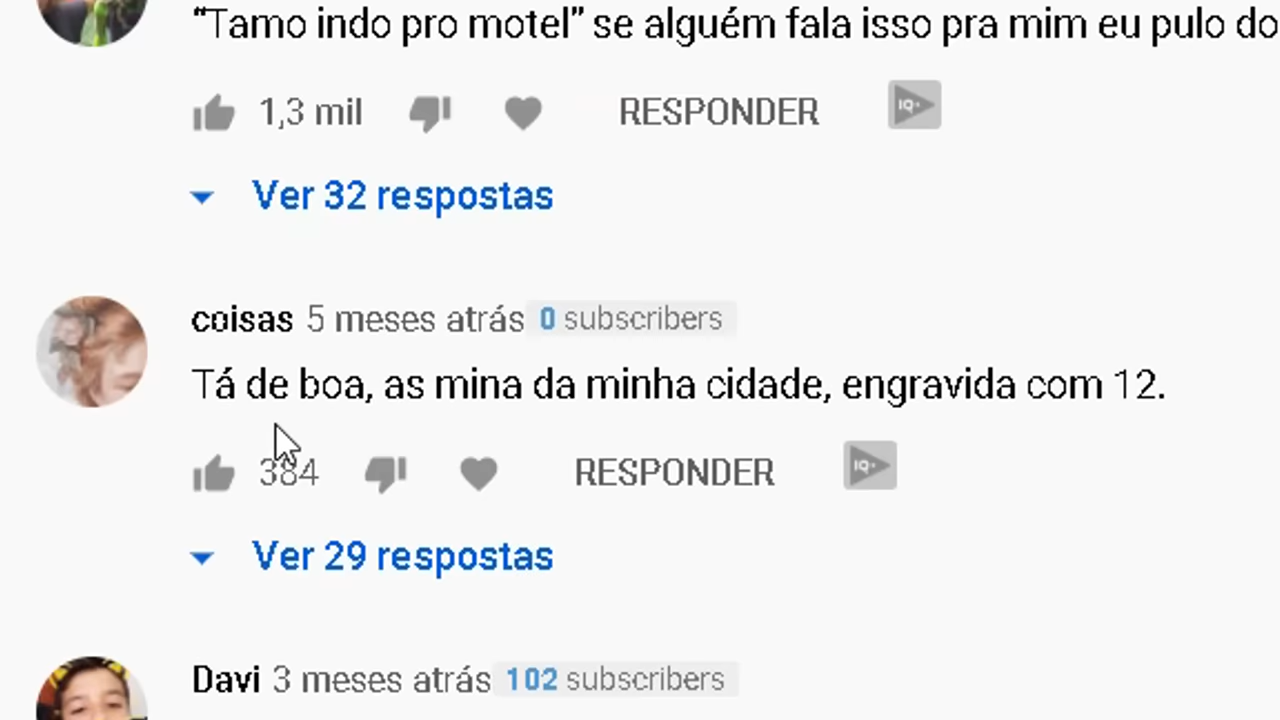 “Tamo indo pro motel” se alguém fala isso pra mim eu pulo do
1,3 mil RESPONDER IQ+
Ver 32 respostas
coisas 5 meses atrás 0 subscribers
Tá de boa, as mina da minha cidade, engravida com 12.
384 RESPONDER IQ+
Ver 29 respostas
Davi 3 meses atrás 102 subscribers